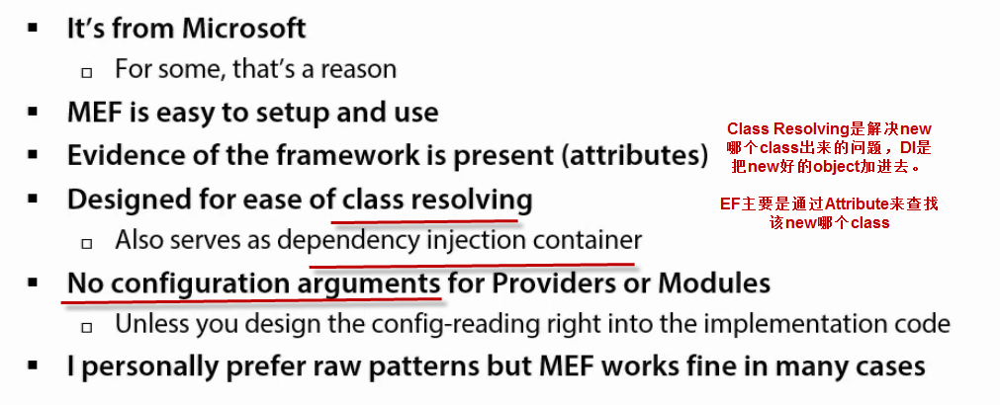 It's from Microsoft
For some, that's a reason
MEF is easy to setup and use
Evidence of the framework is present (attributes)
Designed for ease of class resolving
Also serves as dependency injection container
No configuration arguments for Providers or Modules
Unless you design the config-reading right into the implementation code
I personally prefer raw patterns but MEF works fine in many cases
Class Resolving是解决new
哪个class出来的问题，DI是
把new好的object加进去。
EF主要是通过Attribute来查找
该new哪个class